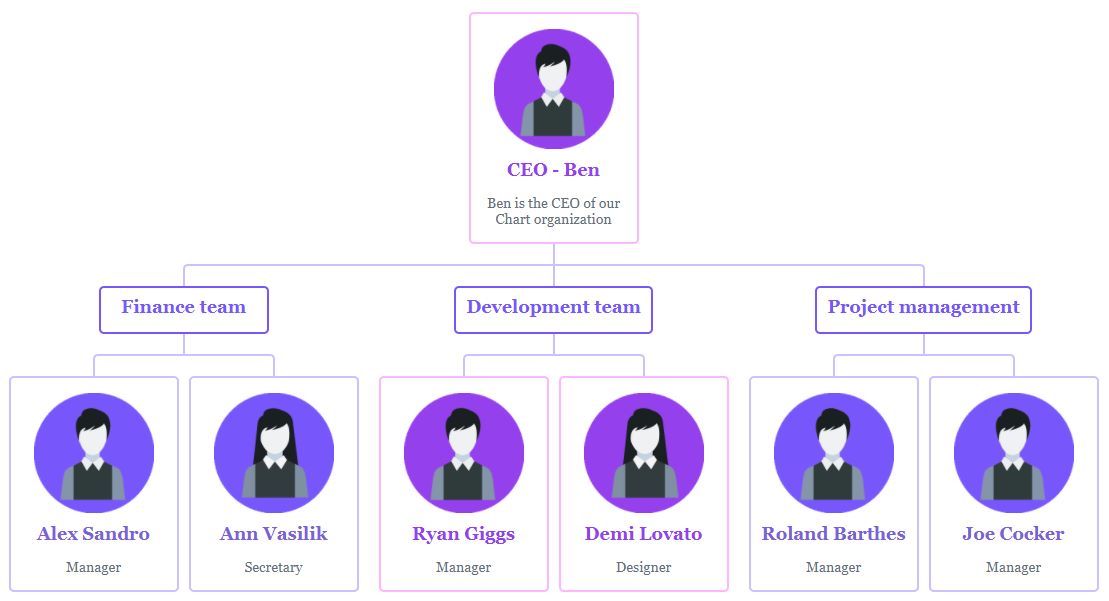 CEO - Ben
Ben is the CEO of our
Chart organization
Finance team
Development team
Project management
Alex Sandro
Manager
Ann Vasilik
Secretary
Ryan Giggs
Manager
Demi Lovato
Designer
Roland Barthes
Manager
Joe Cocker
Manager